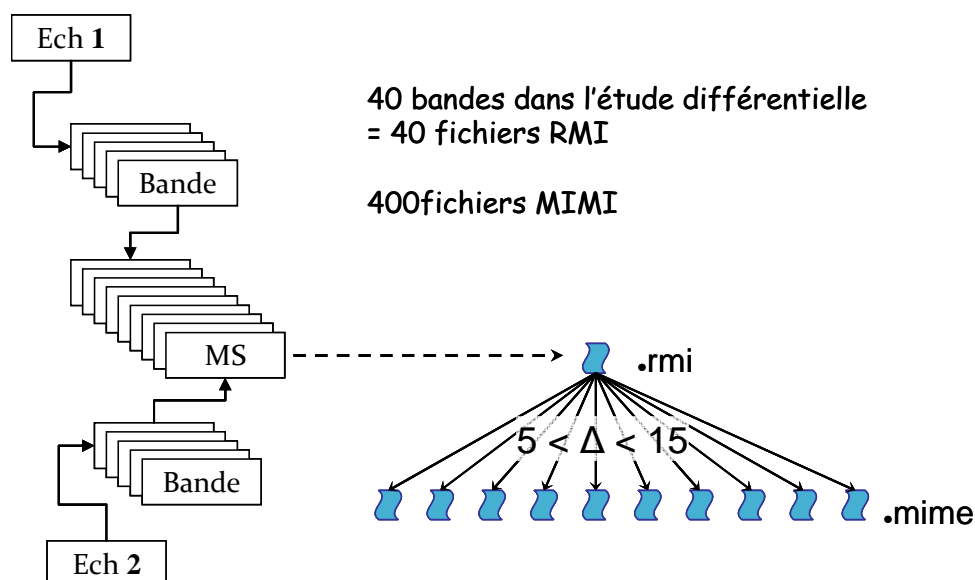 Ech 1
40 bandes dans l'étude différentielle
= 40 fichiers RMI
Bande
400fichiers MIMI
MS
.rmi
5 < Δ < 15
Bande
.mime
Ech 2